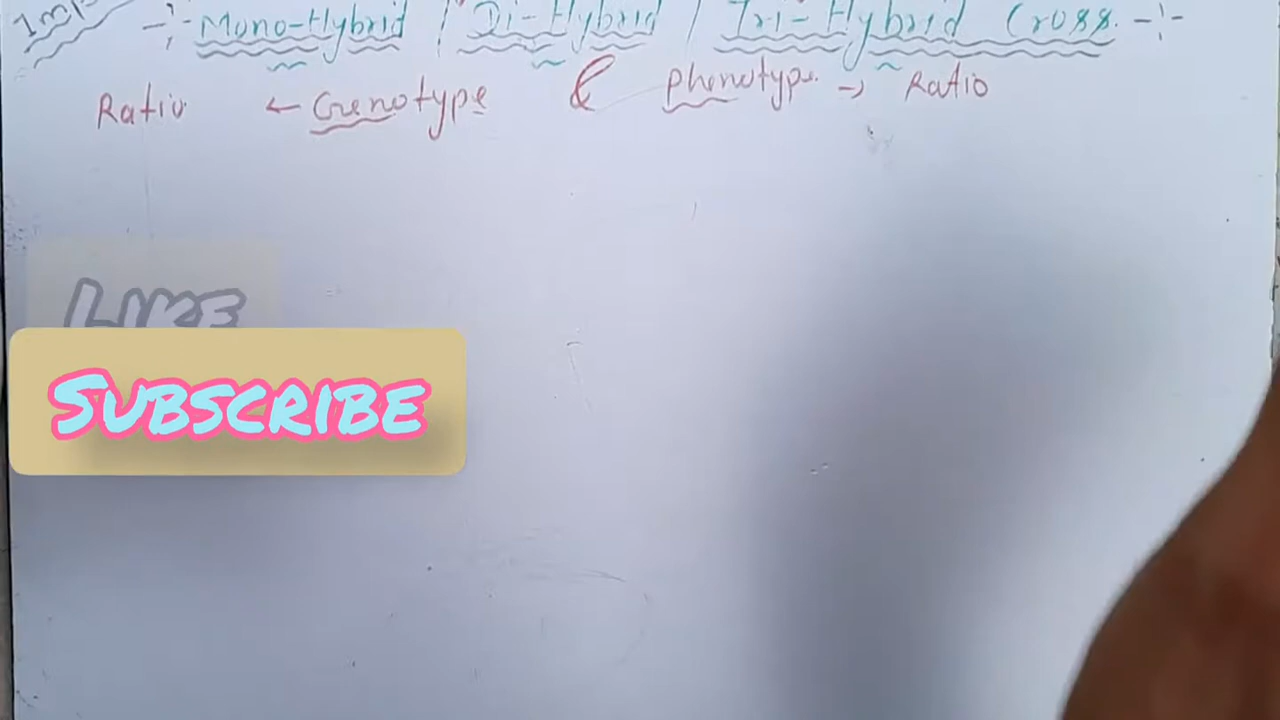 Imp
-:- Mono-Hybrid / Di-Hybrid / Tri-Hybrid Cross. -:-
Ratio ← Genotype & Phenotype. → Ratio
LIKE
SUBSCRIBE